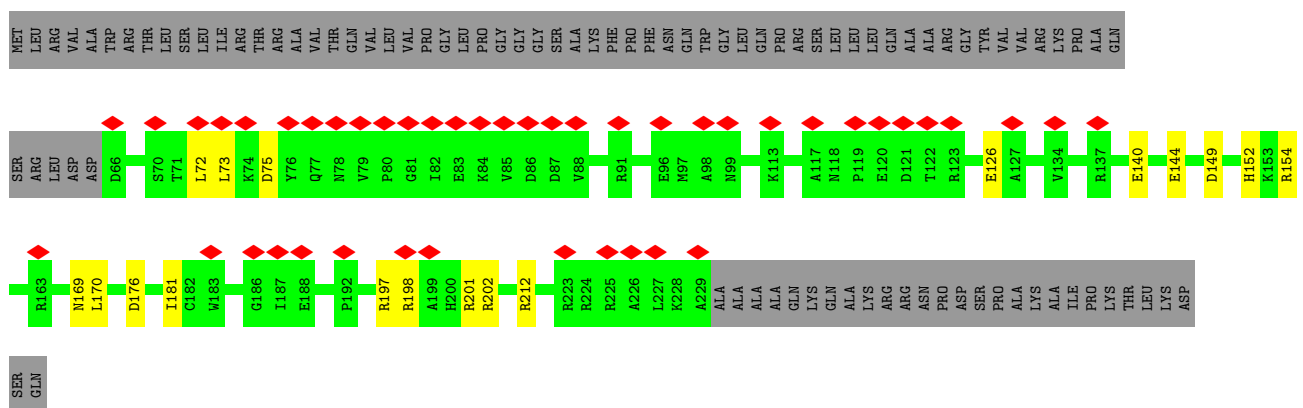 MET LEU ARG VAL ALA TRP ARG THR LEU SER LEU ILE ARG THR ARG ALA VAL THR GLN VAL LEU VAL PRO GLY LEU PRO GLY GLY GLY SER ALA LYS PHE PRO PHE ASN GLN TRP GLY LEU GLN PRO ARG SER LEU LEU LEU GLN ALA ALA ARG GLY TYR VAL VAL ARG LYS PRO ALA GLN
SER ARG LEU ASP ASP D66 S70 T71 L72 L73 K74 D75 Y76 Q77 N78 V79 P80 G81 I82 E83 K84 V85 D86 D87 V88 R91 E96 M97 A98 N99 K113 A117 N118 P119 E120 D121 T122 R123 E126 A127 V134 R137 E140 E144 D149 H152 K153 R154
R163 N169 L170 D176 I181 C182 W183 G186 I187 E188 P192 R197 R198 A199 H200 R201 R202 R212 R223 R224 R225 A226 L227 K228 A229 ALA ALA ALA ALA ALA GLN LYS GLN ALA LYS ARG ARG ASN PRO ASP SER PRO ALA LYS ALA ILE PRO LYS THR LEU LYS ASP
SER GLN